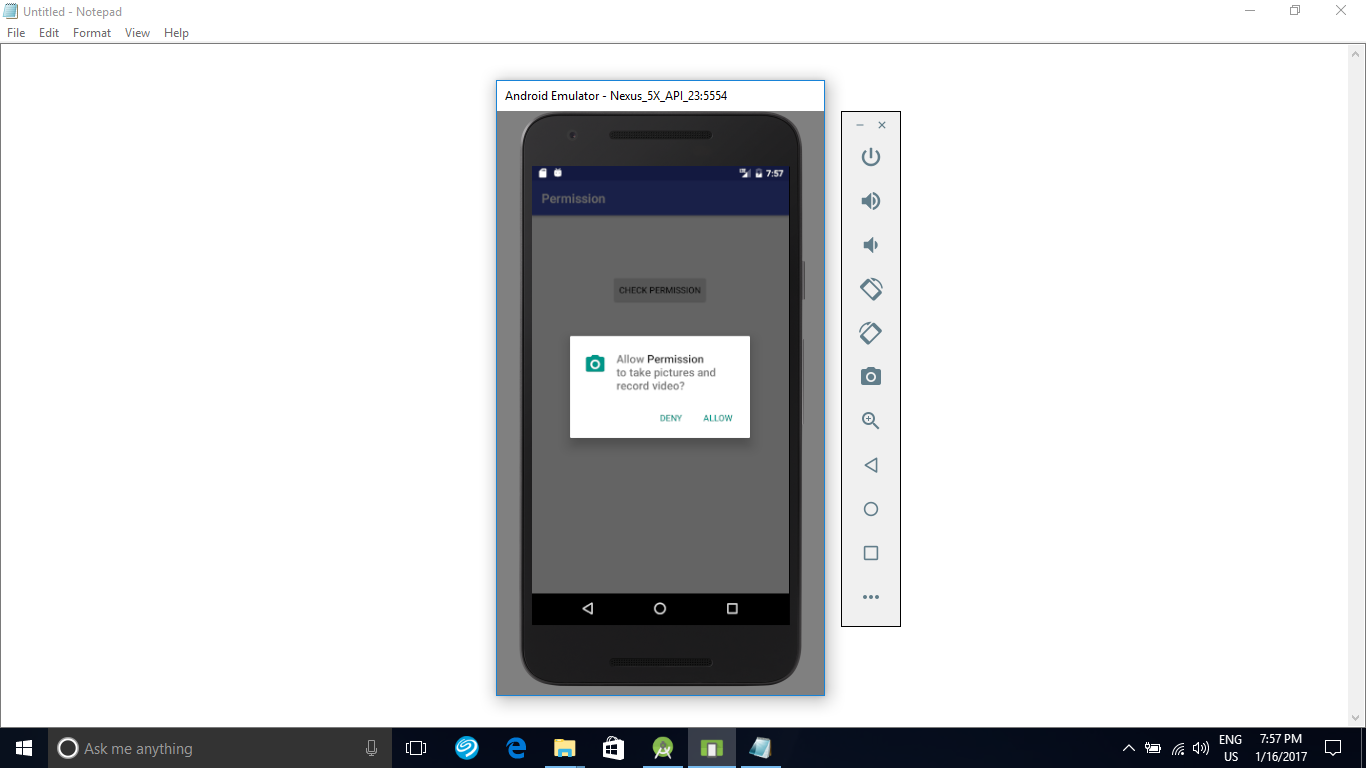 Untitled - Notepad
File Edit Format View Help
Android Emulator - Nexus_5X_API_23:5554
7:57
Permission
CHECK PERMISSION
Allow Permission
to take pictures and
record video?
DENY ALLOW
Ask me anything
ENG
US
7:57 PM
1/16/2017